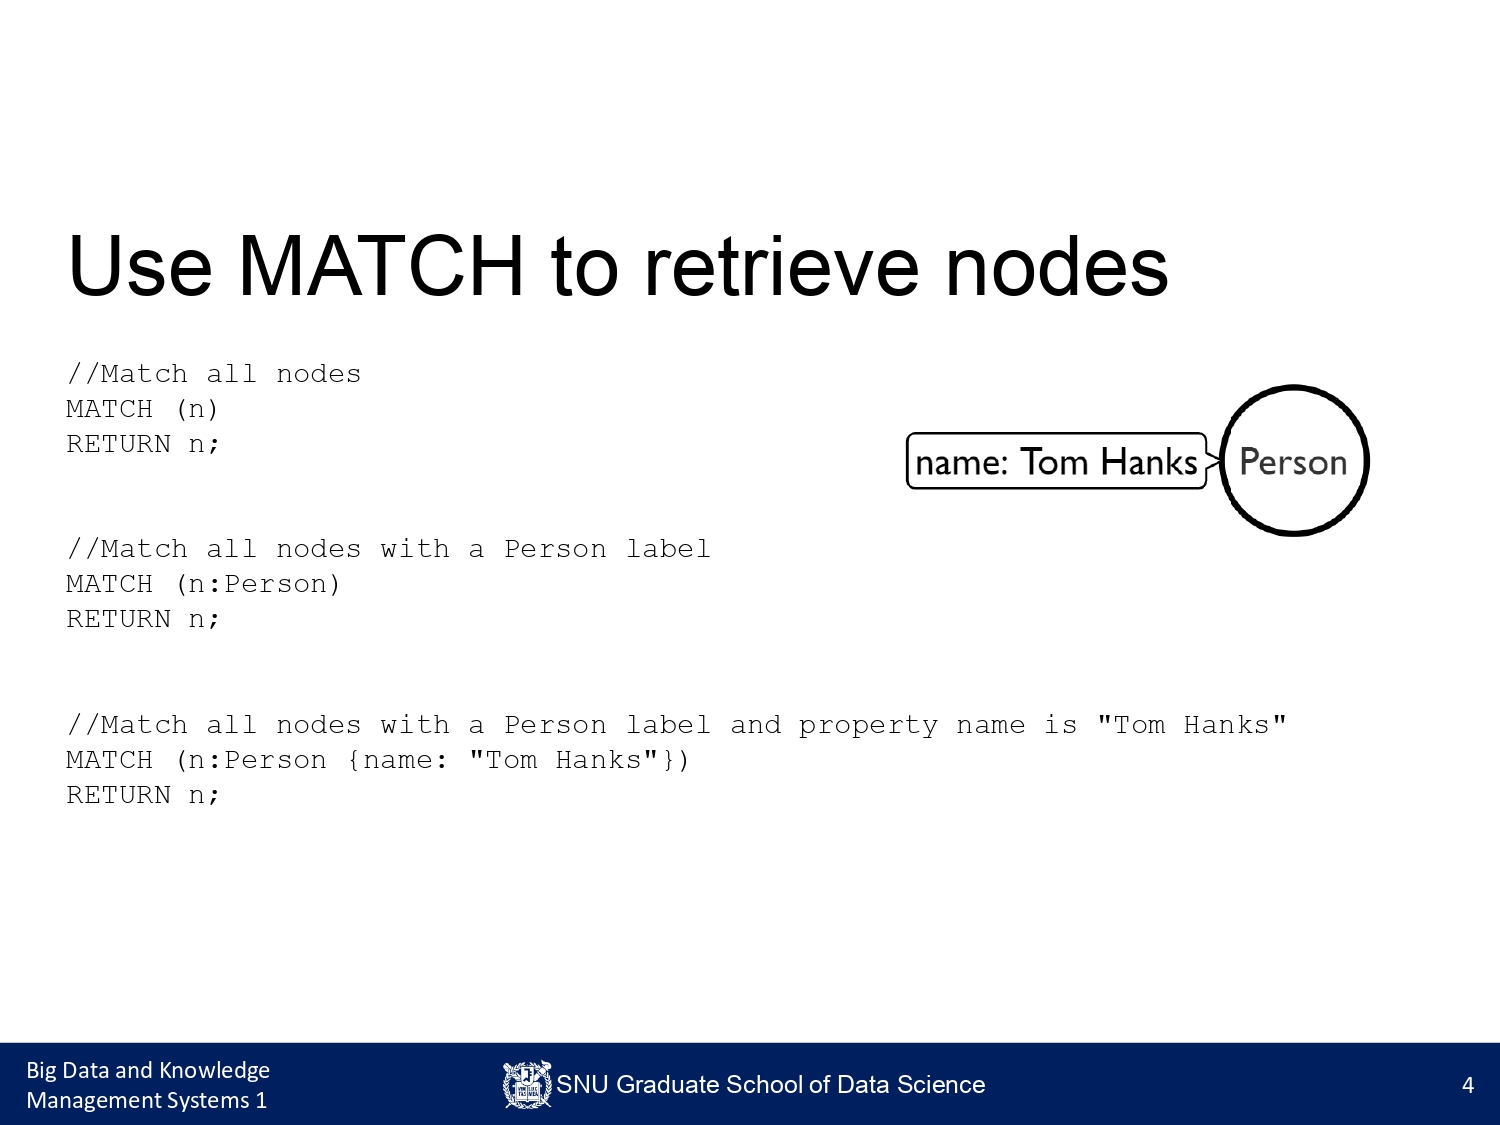 Use MATCH to retrieve nodes
//Match all nodes
MATCH (n)
RETURN n;
name: Tom Hanks
Person
//Match all nodes with a Person label
MATCH (n:Person)
RETURN n;
//Match all nodes with a Person label and property name is "Tom Hanks"
MATCH (n:Person {name: "Tom Hanks"})
RETURN n;
Big Data and Knowledge
Management Systems 1
SNU Graduate School of Data Science
4